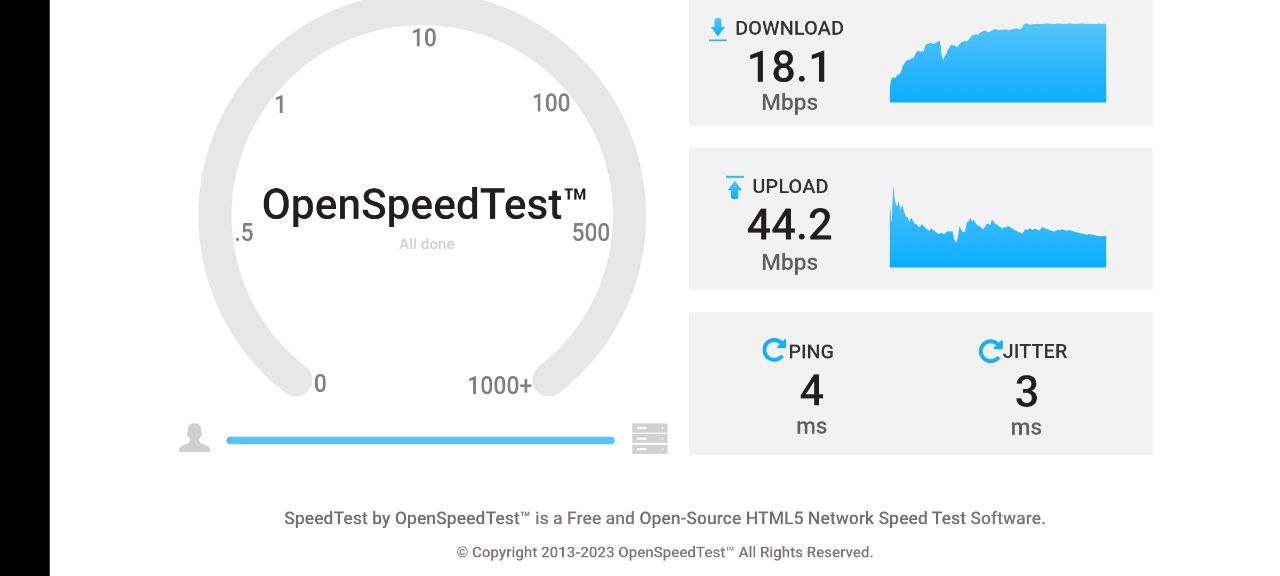 10
1
100
OpenSpeedTest™
.5
500
All done
0
1000+
DOWNLOAD
18.1
Mbps
UPLOAD
44.2
Mbps
PING
4
ms
JITTER
3
ms
SpeedTest by OpenSpeedTest™ is a Free and Open-Source HTML5 Network Speed Test Software.
© Copyright 2013-2023 OpenSpeedTest™ All Rights Reserved.